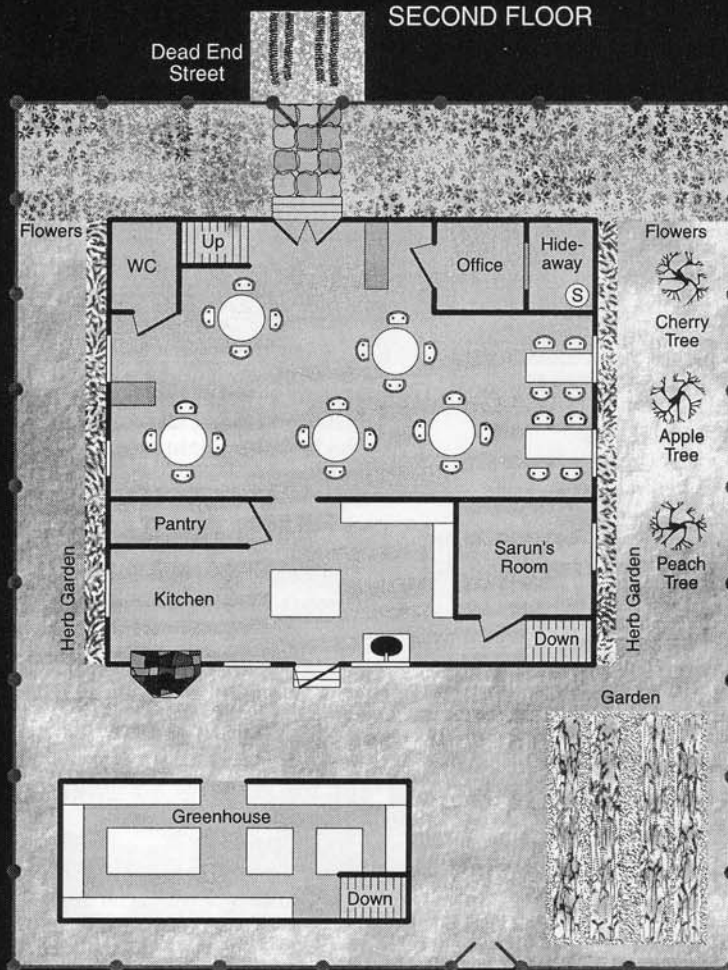 SECOND FLOOR
Dead End
Street
Flowers
WC
Up
Office
Hide-
away
S
Flowers
Cherry
Tree
Apple
Tree
Peach
Tree
Pantry
Kitchen
Sarun's
Room
Down
Herb Garden
Herb Garden
Garden
Greenhouse
Down